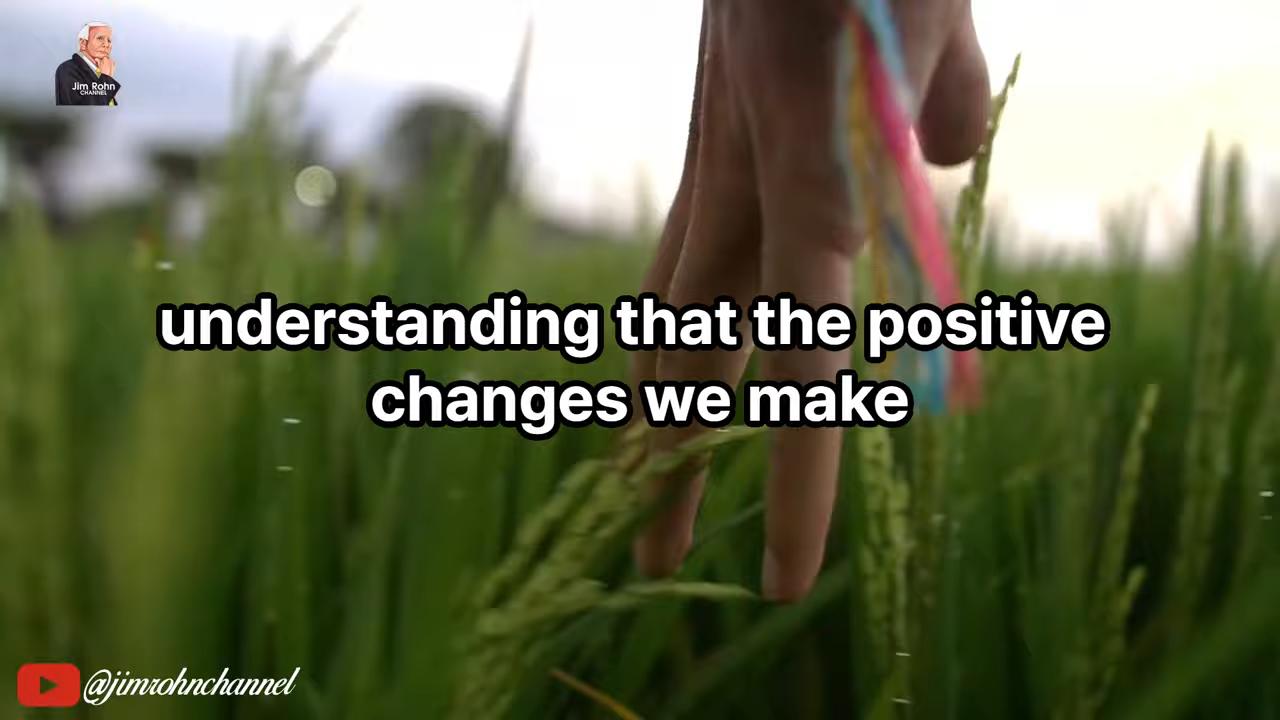 Jim Rohn
CHANNEL
understanding that the positive
changes we make
@jimrohnchannel